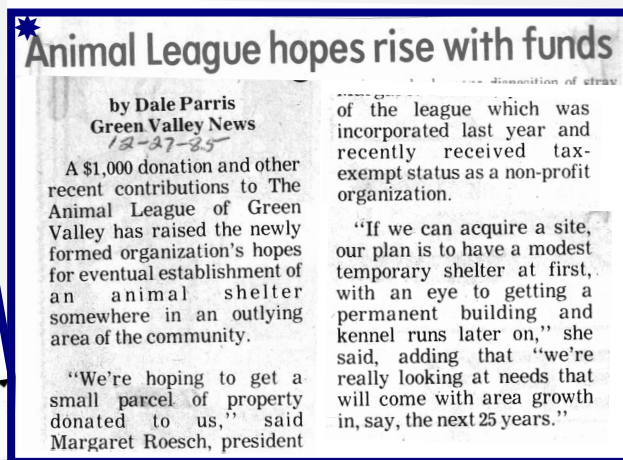 Animal League hopes rise with funds
disposition of stray
by Dale Parris
Green Valley News
12-27-85
A $1,000 donation and other
recent contributions to The
Animal League of Green
Valley has raised the newly
formed organization's hopes
for eventual establishment of
an animal shelter
somewhere in an outlying
area of the community.
"We're hoping to get a
small parcel of property
donated to us," said
Margaret Roesch, president
of the league which was
incorporated last year and
recently received tax-
exempt status as a non-profit
organization.
"If we can acquire a site,
our plan is to have a modest
temporary shelter at first,
with an eye to getting a
permanent building and
kennel runs later on," she
said, adding that "we're
really looking at needs that
will come with area growth
in, say, the next 25 years."